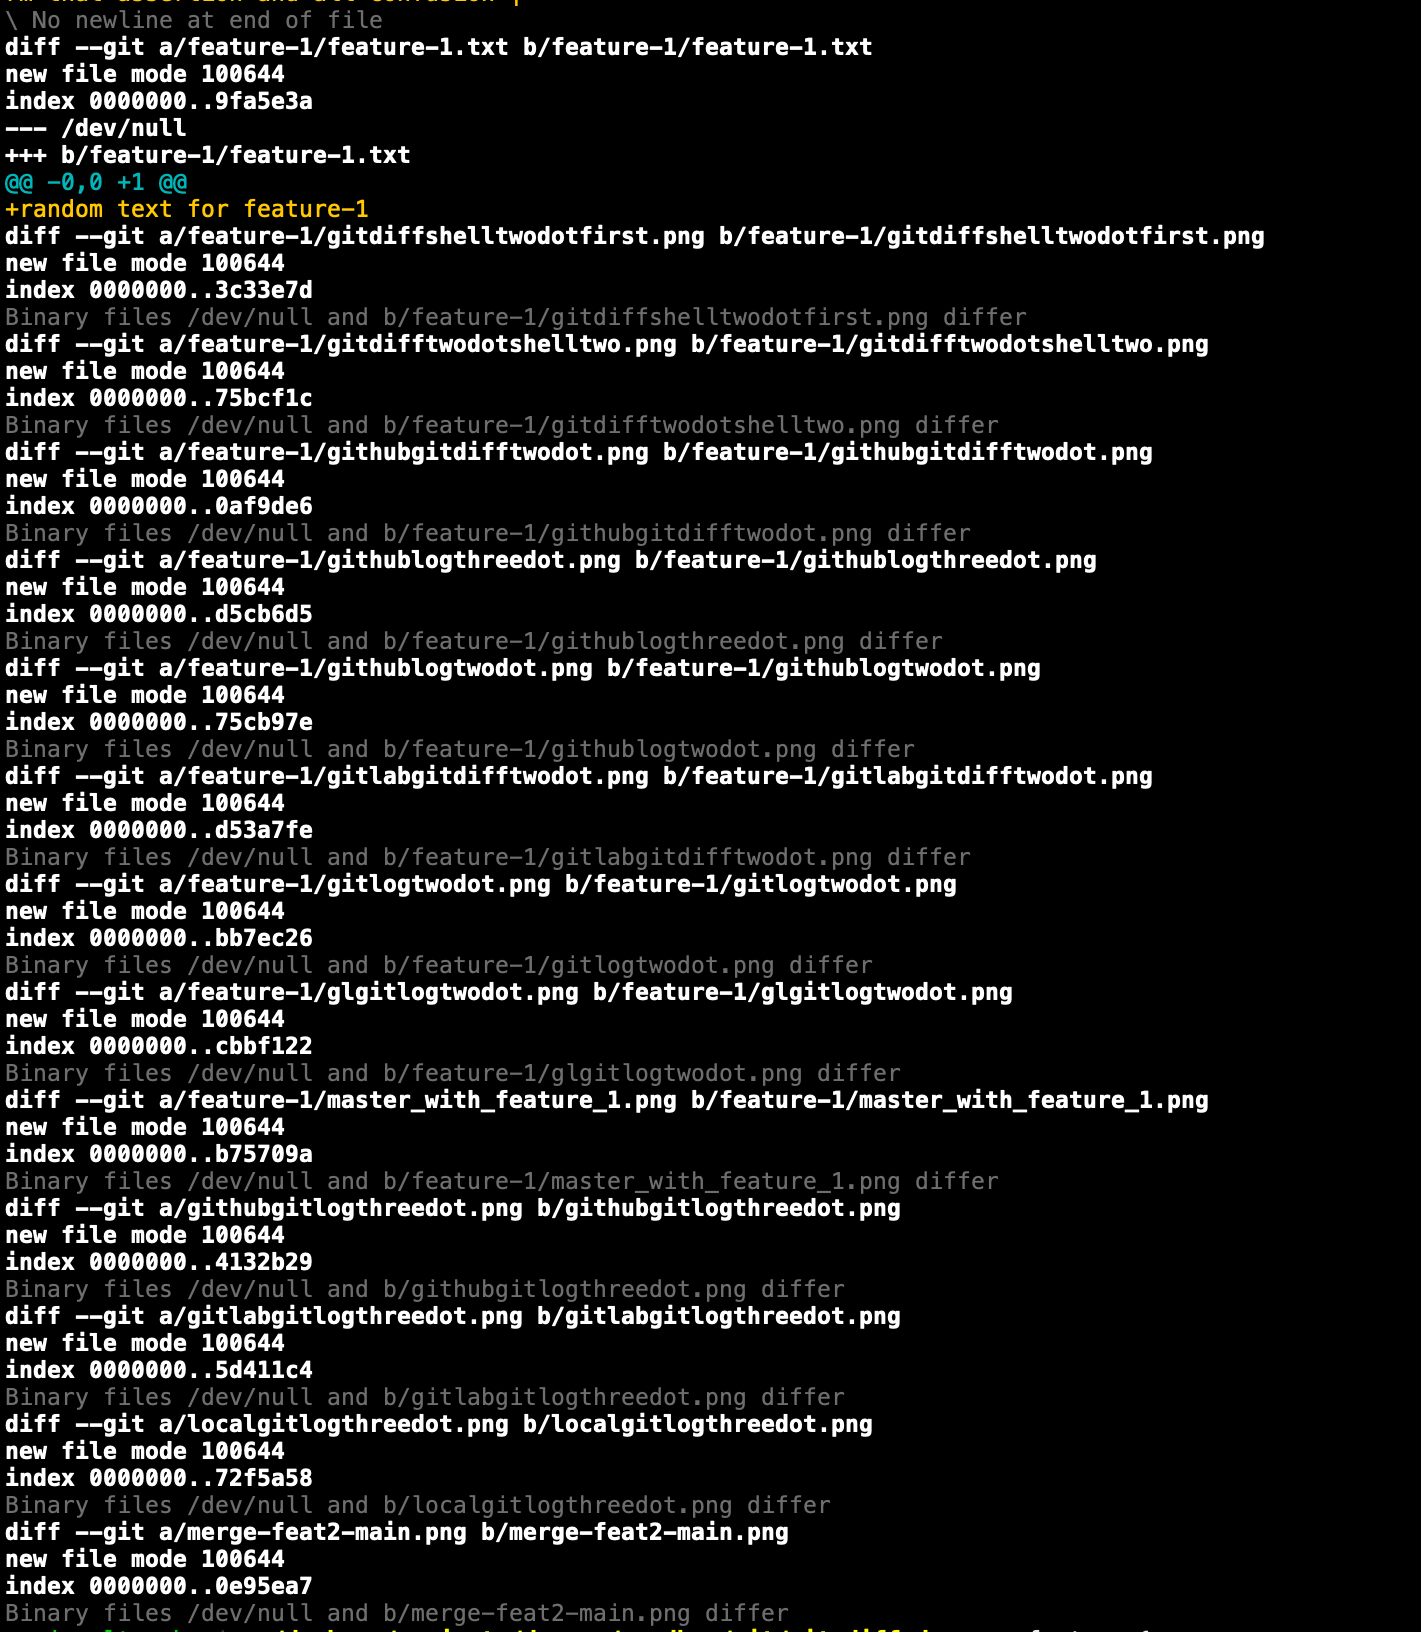 \ No newline at end of file
diff --git a/feature-1/feature-1.txt b/feature-1/feature-1.txt
new file mode 100644
index 0000000..9fa5e3a
--- /dev/null
+++ b/feature-1/feature-1.txt
@@ -0,0 +1 @@
+random text for feature-1
diff --git a/feature-1/gitdiffshelltwodotfirst.png b/feature-1/gitdiffshelltwodotfirst.png
new file mode 100644
index 0000000..3c33e7d
Binary files /dev/null and b/feature-1/gitdiffshelltwodotfirst.png differ
diff --git a/feature-1/gitdifftwodotshelltwo.png b/feature-1/gitdifftwodotshelltwo.png
new file mode 100644
index 0000000..75bcf1c
Binary files /dev/null and b/feature-1/gitdifftwodotshelltwo.png differ
diff --git a/feature-1/githubgitdifftwodot.png b/feature-1/githubgitdifftwodot.png
new file mode 100644
index 0000000..0af9de6
Binary files /dev/null and b/feature-1/githubgitdifftwodot.png differ
diff --git a/feature-1/githublogthreedot.png b/feature-1/githublogthreedot.png
new file mode 100644
index 0000000..d5cb6d5
Binary files /dev/null and b/feature-1/githublogthreedot.png differ
diff --git a/feature-1/githublogtwodot.png b/feature-1/githublogtwodot.png
new file mode 100644
index 0000000..75cb97e
Binary files /dev/null and b/feature-1/githublogtwodot.png differ
diff --git a/feature-1/gitlabgitdifftwodot.png b/feature-1/gitlabgitdifftwodot.png
new file mode 100644
index 0000000..d53a7fe
Binary files /dev/null and b/feature-1/gitlabgitdifftwodot.png differ
diff --git a/feature-1/gitlogtwodot.png b/feature-1/gitlogtwodot.png
new file mode 100644
index 0000000..bb7ec26
Binary files /dev/null and b/feature-1/gitlogtwodot.png differ
diff --git a/feature-1/glgitlogtwodot.png b/feature-1/glgitlogtwodot.png
new file mode 100644
index 0000000..cbbf122
Binary files /dev/null and b/feature-1/glgitlogtwodot.png differ
diff --git a/feature-1/master_with_feature_1.png b/feature-1/master_with_feature_1.png
new file mode 100644
index 0000000..b75709a
Binary files /dev/null and b/feature-1/master_with_feature_1.png differ
diff --git a/githubgitlogthreedot.png b/githubgitlogthreedot.png
new file mode 100644
index 0000000..4132b29
Binary files /dev/null and b/githubgitlogthreedot.png differ
diff --git a/gitlabgitlogthreedot.png b/gitlabgitlogthreedot.png
new file mode 100644
index 0000000..5d411c4
Binary files /dev/null and b/gitlabgitlogthreedot.png differ
diff --git a/localgitlogthreedot.png b/localgitlogthreedot.png
new file mode 100644
index 0000000..72f5a58
Binary files /dev/null and b/localgitlogthreedot.png differ
diff --git a/merge-feat2-main.png b/merge-feat2-main.png
new file mode 100644
index 0000000..0e95ea7
Binary files /dev/null and b/merge-feat2-main.png differ